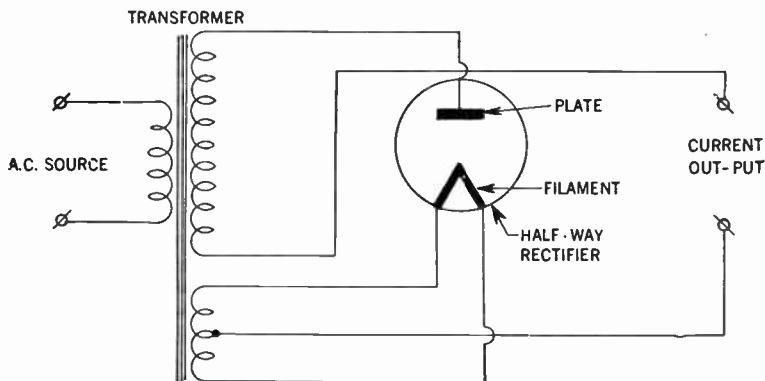 TRANSFORMER
PLATE
A.C. SOURCE
CURRENT
OUT-PUT
FILAMENT
HALF-WAY
RECTIFIER